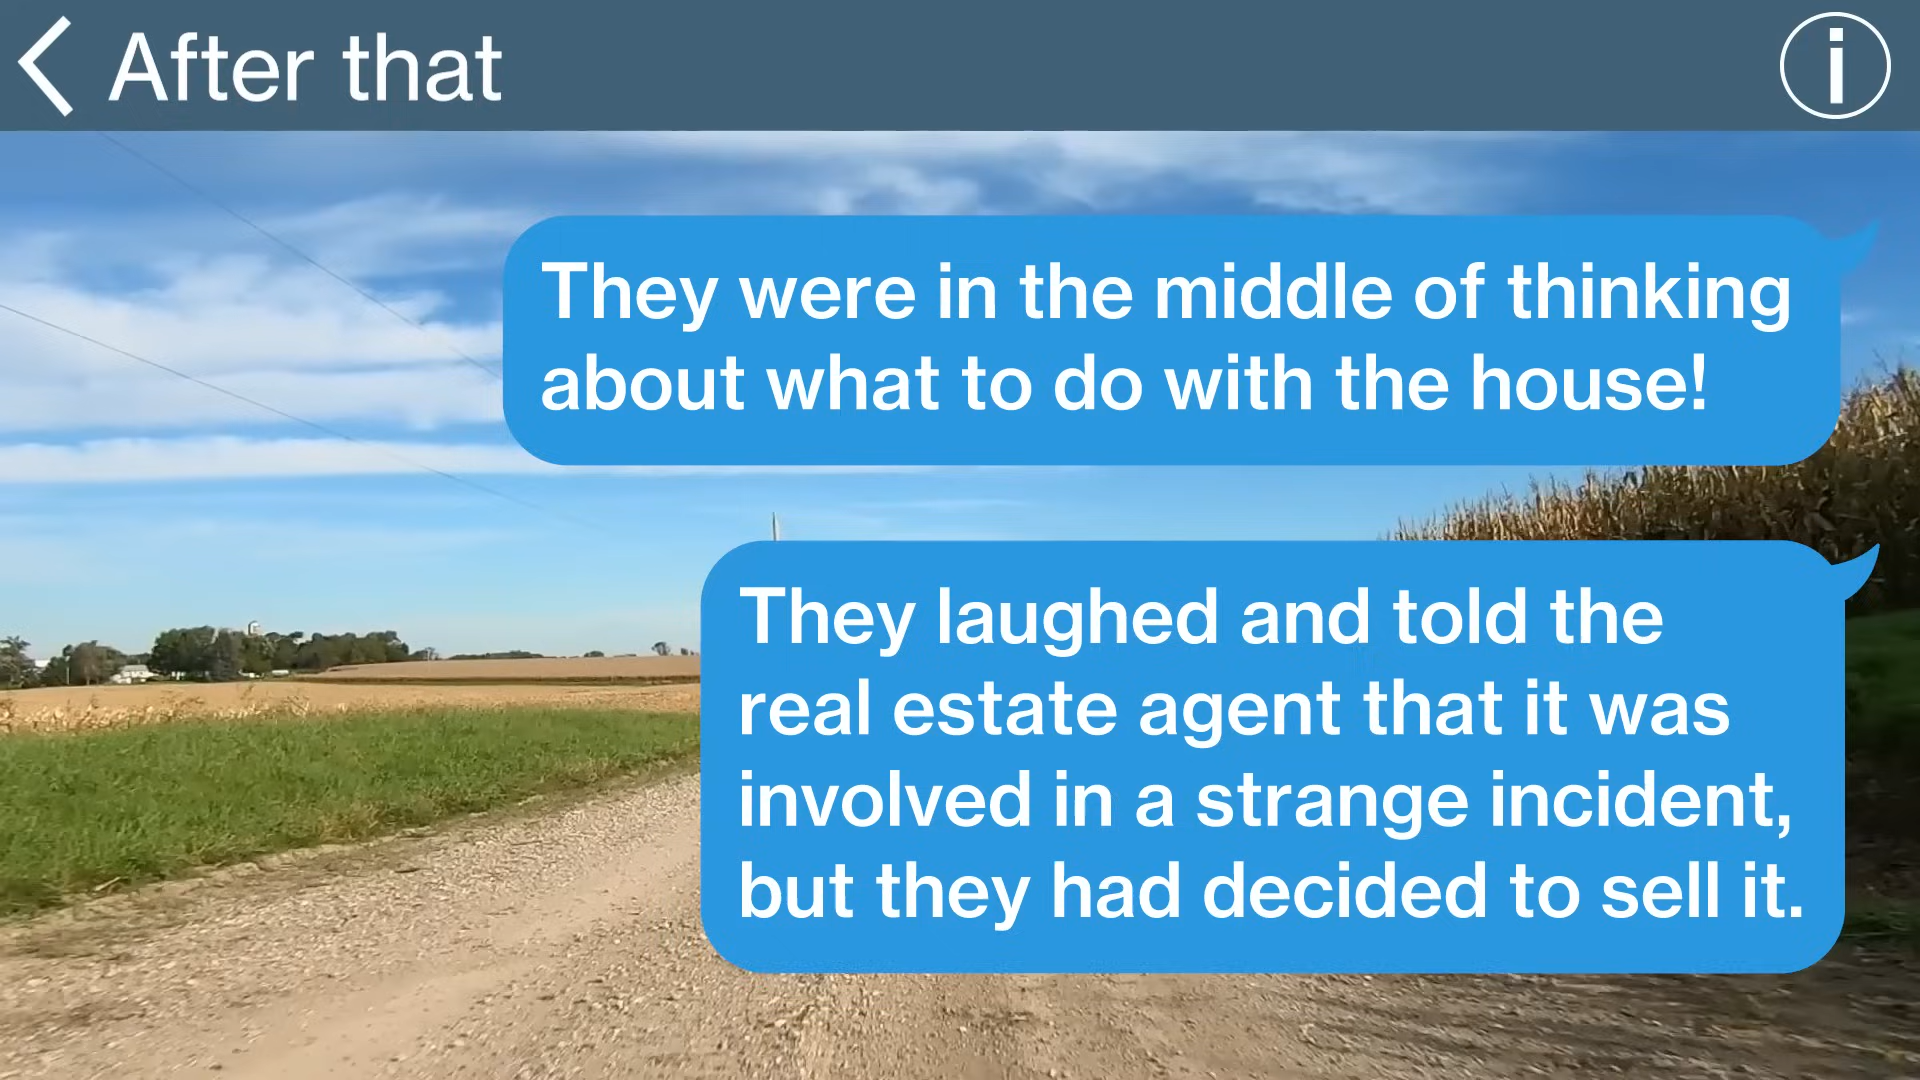 After that
They were in the middle of thinking
about what to do with the house!
They laughed and told the
real estate agent that it was
involved in a strange incident,
but they had decided to sell it.